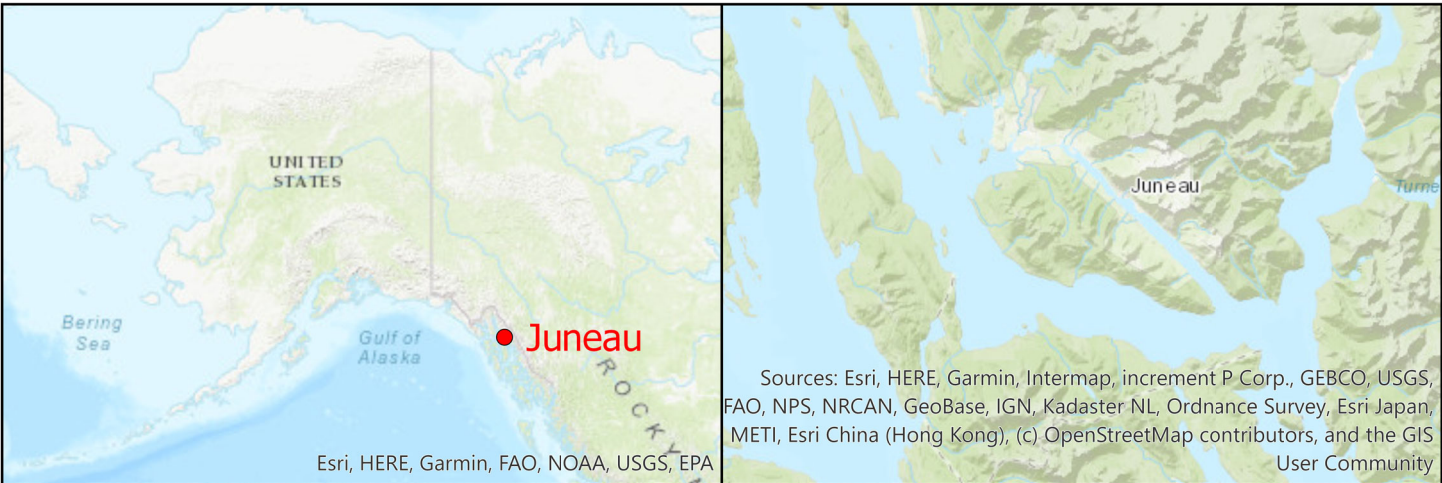 UNITED
STATES
Bering
Sea
Gulf of
Alaska
Juneau
ROCKY
Esri, HERE, Garmin, FAO, NOAA, USGS, EPA
Juneau
Turne
Sources: Esri, HERE, Garmin, Intermap, increment P Corp., GEBCO, USGS,
FAO, NPS, NRCAN, GeoBase, IGN, Kadaster NL, Ordnance Survey, Esri Japan,
METI, Esri China (Hong Kong), (c) OpenStreetMap contributors, and the GIS
User Community